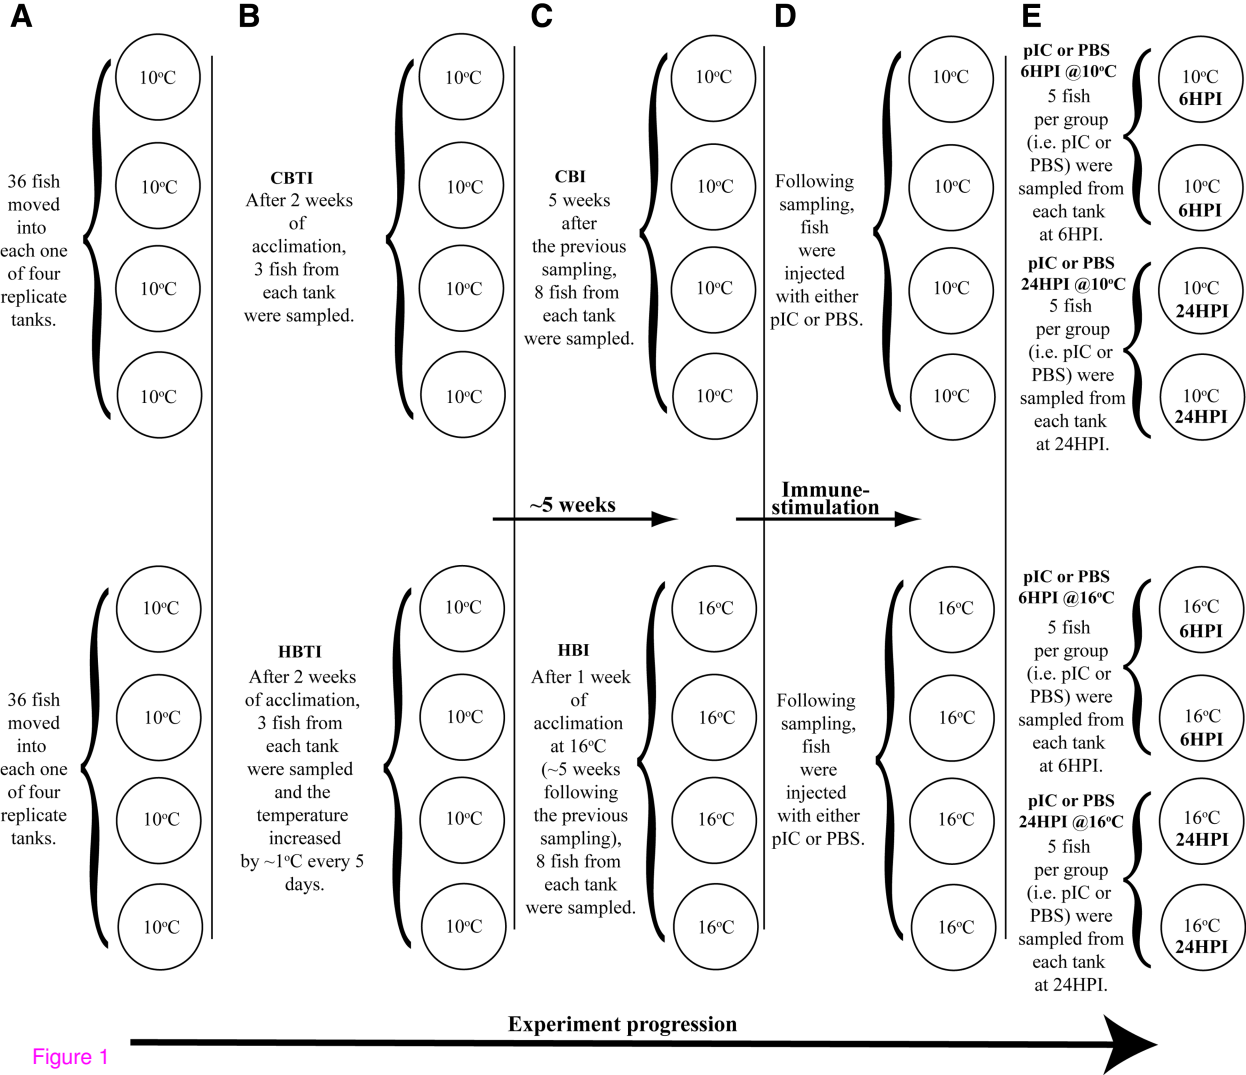 A
B
C
D
E
36 fish
moved
into
each one
of four
replicate
tanks.
10°C
10°C
10°C
10°C
CBTI
After 2 weeks
of
acclimation,
3 fish from
each tank
were sampled.
10°C
10°C
10°C
10°C
CBI
5 weeks
after
the previous
sampling,
8 fish from
each tank
were sampled.
10°C
10°C
10°C
10°C
Following
sampling,
fish
were
injected
with either
pIC or PBS.
10°C
10°C
10°C
10°C
pIC or PBS
6HPI @10°C
5 fish
per group
(i.e. pIC or
PBS) were
sampled from
each tank
at 6HPI.
10°C
6HPI
10°C
6HPI
pIC or PBS
24HPI @10°C
5 fish
per group
(i.e. pIC or
PBS) were
sampled from
each tank
at 24HPI.
10°C
24HPI
10°C
24HPI
~5 weeks
Immune-
stimulation
36 fish
moved
into
each one
of four
replicate
tanks.
10°C
10°C
10°C
10°C
HBTI
After 2 weeks
of acclimation,
3 fish from
each tank
were sampled
and the
temperature
increased
by ~1°C every 5
days.
10°C
10°C
10°C
10°C
HBI
After 1 week
of
acclimation
at 16°C
(~5 weeks
following
the previous
sampling),
8 fish from
each tank
were sampled.
16°C
16°C
16°C
16°C
Following
sampling,
fish
were
injected
with either
pIC or PBS.
16°C
16°C
16°C
16°C
pIC or PBS
6HPI @16°C
5 fish
per group
(i.e. pIC or
PBS) were
sampled from
each tank
at 6HPI.
16°C
6HPI
16°C
6HPI
pIC or PBS
24HPI @16°C
5 fish
per group
(i.e. pIC or
PBS) were
sampled from
each tank
at 24HPI.
16°C
24HPI
16°C
24HPI
Experiment progression
Figure 1